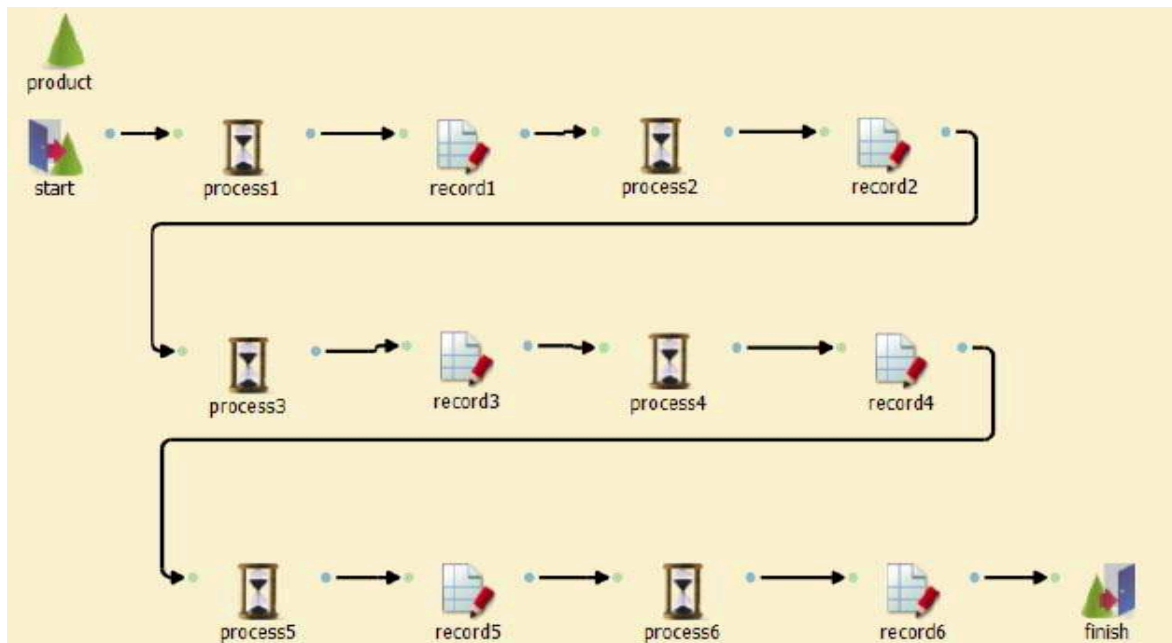 product
start
process1
record1
process2
record2
process3
record3
process4
record4
process5
record5
process6
record6
finish